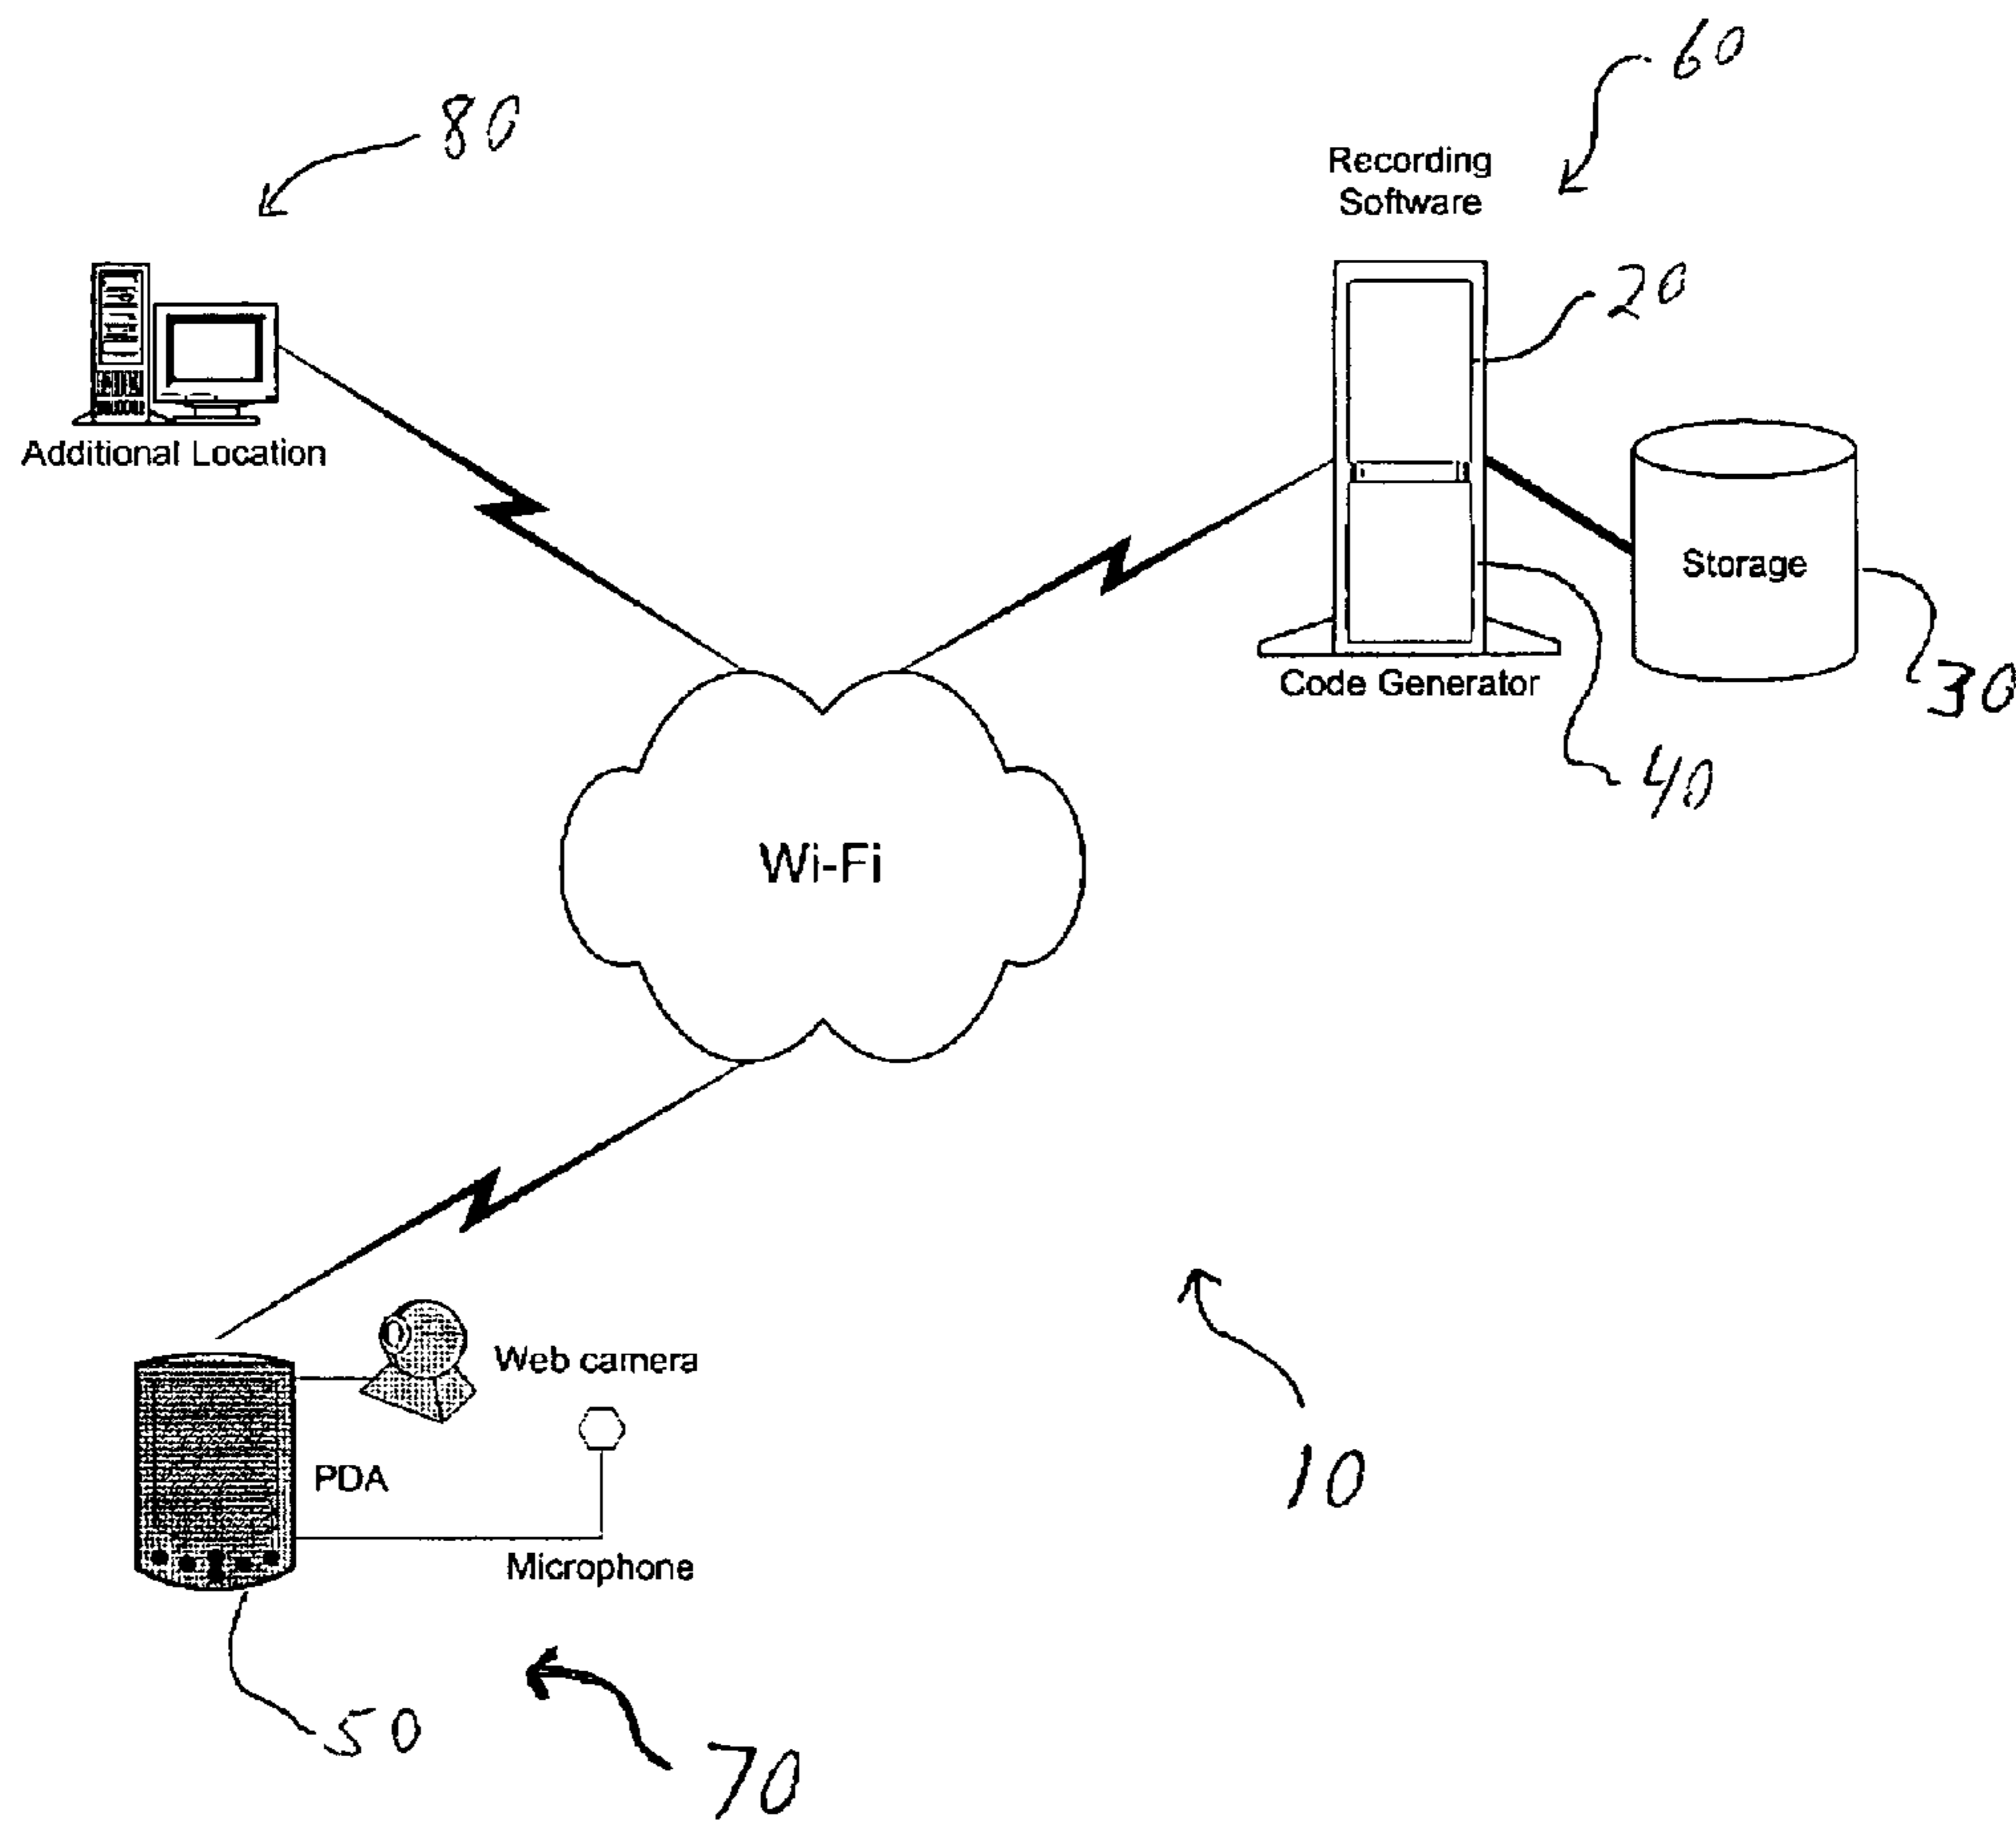 60
80
Recording
Software
20
Additional Location
Storage
Code Generator
30
40
Wi-Fi
Web camera
PDA
10
Microphone
50
70